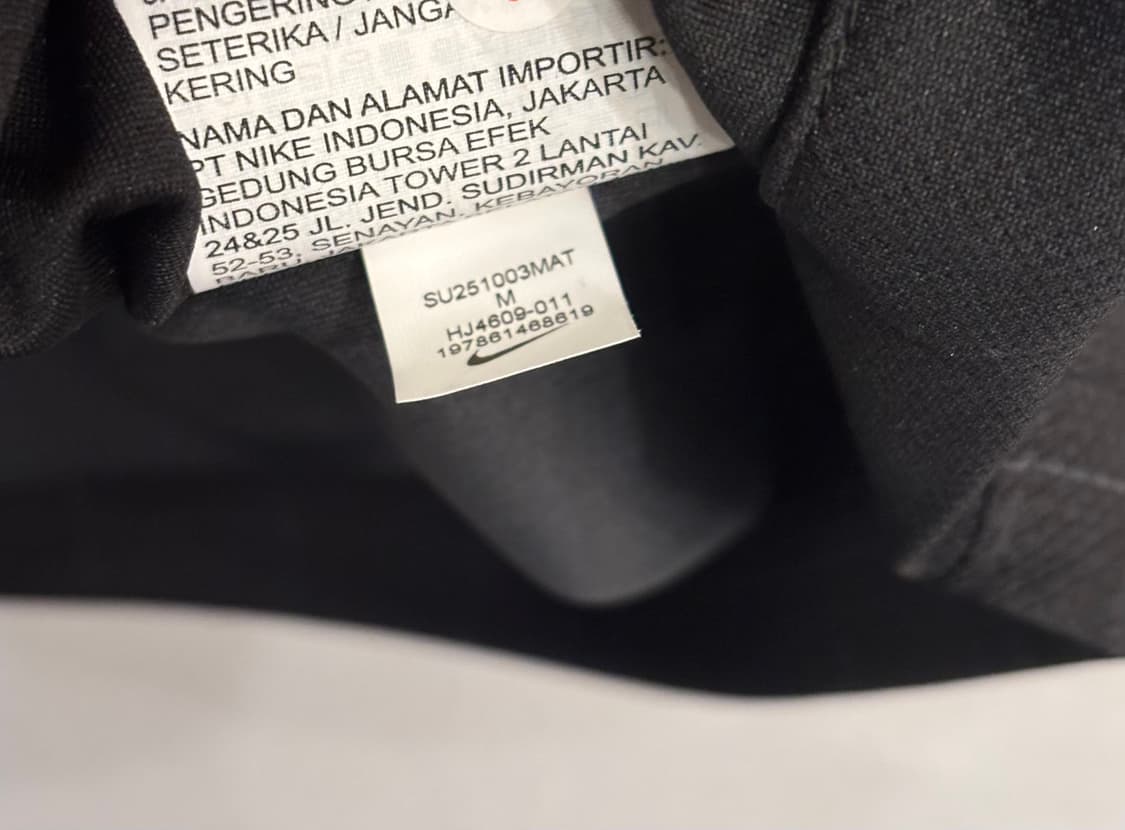 PENGERING
SETERIKA / JANGA
KERING
NAMA DAN ALAMAT IMPORTIR:
PT NIKE INDONESIA, JAKARTA
GEDUNG BURSA EFEK
INDONESIA TOWER 2 LANTAI
24&25 JL. JEND. SUDIRMAN KAV.
52-53, SENAYAN, KEBAYORAN
BARU
SU251003MAT
M
HJ4609-011
197861468619